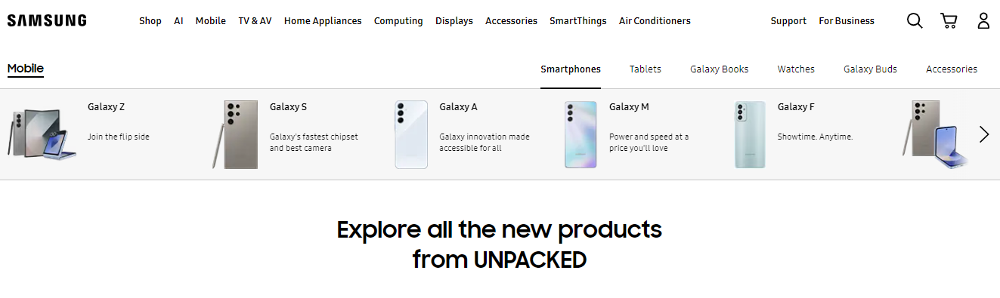 SAMSUNG
Shop AI Mobile TV & AV Home Appliances Computing Displays Accessories SmartThings Air Conditioners Support For Business
Mobile
Smartphones Tablets Galaxy Books Watches Galaxy Buds Accessories
Galaxy Z
Join the flip side
Galaxy S
Galaxy's fastest chipset
and best camera
Galaxy A
Galaxy innovation made
accessible for all
Galaxy M
Power and speed at a
price you'll love
Galaxy F
Showtime. Anytime.
Explore all the new products
from UNPACKED